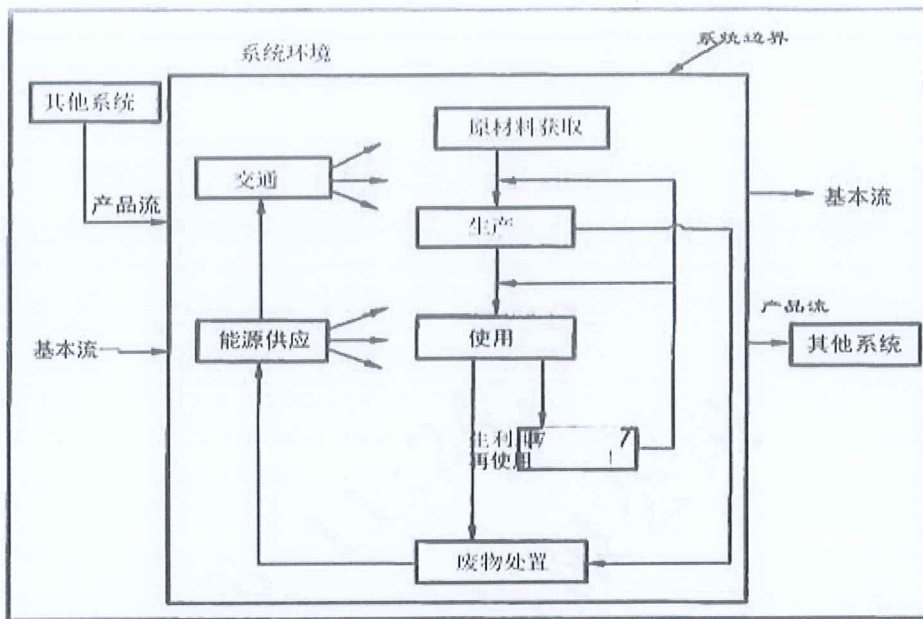 系统环境
系统边界
其他系统
原材料获取
交通
产品流
基本流
生产
产品流
能源供应
使用
基本流
其他系统
再使用
废物处置